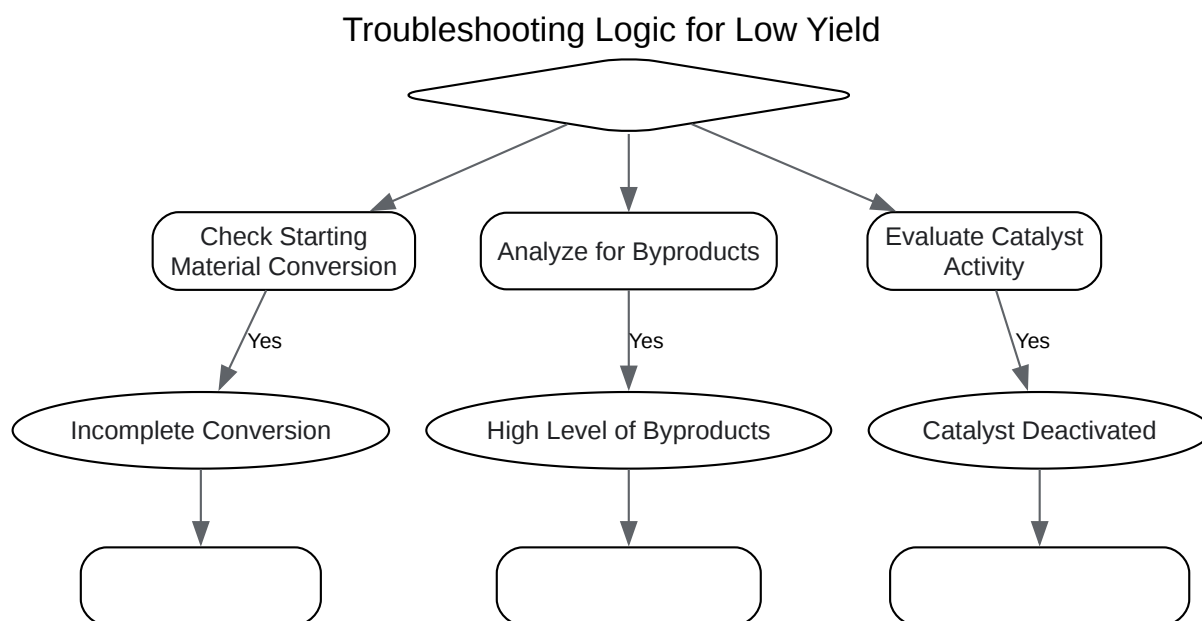 Troubleshooting Logic for Low Yield
Check Starting
Material Conversion
Analyze for Byproducts
Evaluate Catalyst
Activity
Yes
Yes
Yes
Incomplete Conversion
High Level of Byproducts
Catalyst Deactivated